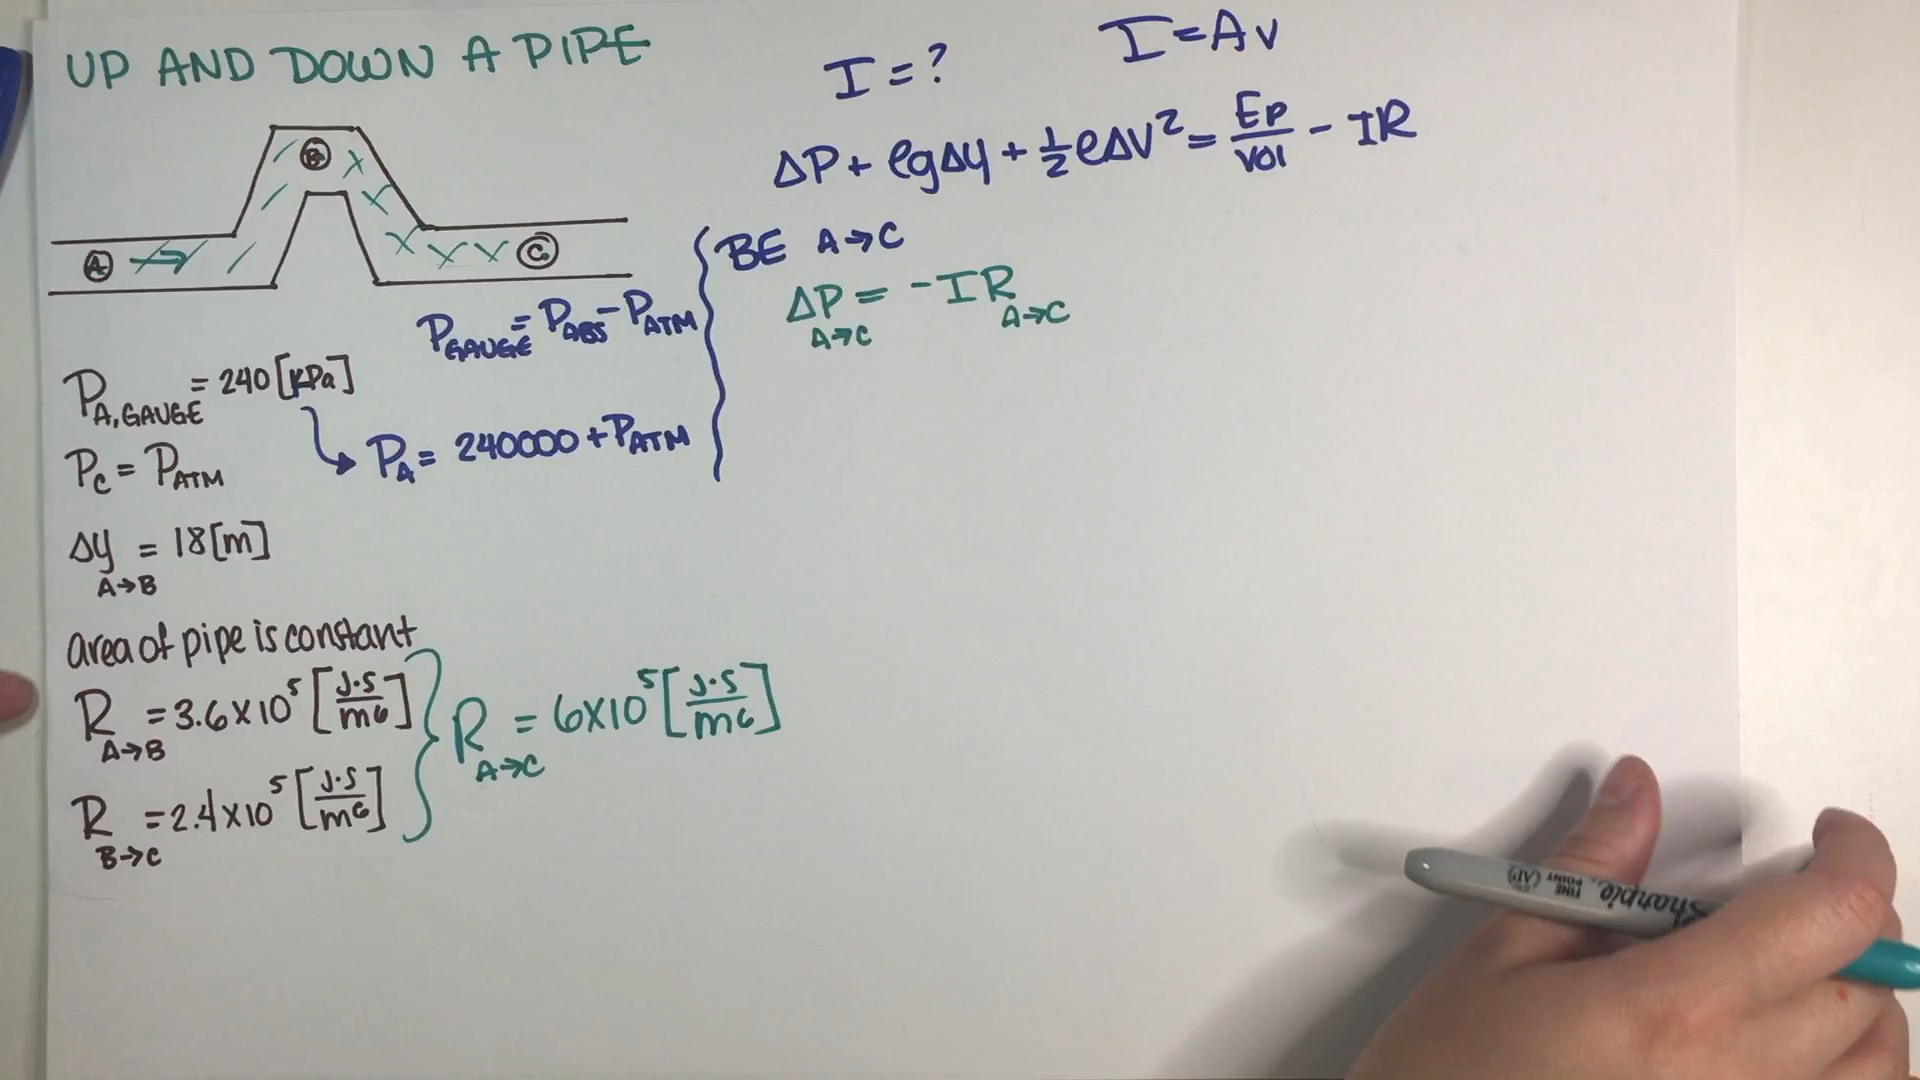 UP AND DOWN A PIPE
I = ?
I = Av
ΔP + ρgΔy + ½ρΔv² = Ep/vol - IR
B
A
C
BE A→C
ΔP A→C = -IR A→C
P GAUGE = P ABS - P ATM
P A,GAUGE = 240 [kPa]
P A = 240000 + P ATM
P C = P ATM
Δy A→B = 18 [m]
area of pipe is constant
R A→B = 3.6 x 10⁵ [J·s/m⁶]
R A→C = 6 x 10⁵ [J·s/m⁶]
R B→C = 2.4 x 10⁵ [J·s/m⁶]
Sharpie
FINE POINT (AP)